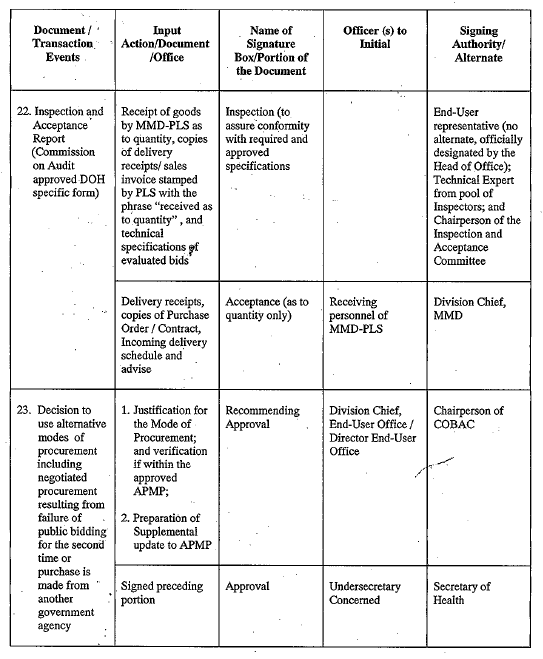 Document /
Transaction
Events
Input
Action/Document
/Office
Name of
Signature
Box/Portion of
the Document
Officer (s) to
Initial
Signing
Authority/
Alternate
22. Inspection and
Acceptance
Report
(Commission
on Audit
approved DOH
specific form)
Receipt of goods
by MMD-PLS as
to quantity, copies
of delivery
receipts/ sales
invoice stamped
by PLS with the
phrase "received as
to quantity" , and
technical
specifications of
evaluated bids
Inspection (to
assure conformity
with required and
approved
specifications
End-User
representative (no
alternate, officially
designated by the
Head of Office);
Technical Expert
from pool of
Inspectors; and
Chairperson of the
Inspection and
Acceptance
Committee
Delivery receipts,
copies of Purchase
Order / Contract,
Incoming delivery
schedule and
advise
Acceptance (as to
quantity only)
Receiving
personnel of
MMD-PLS
Division Chief,
MMD
23. Decision to
use alternative
modes of
procurement
including
negotiated
procurement
resulting from
failure of
public bidding
for the second
time or
purchase is
made from
another
government
agency
1. Justification for
the Mode of
Procurement;
and verification
if within the
approved
APMP;
2. Preparation of
Supplemental
update to APMP
Recommending
Approval
Division Chief,
End-User Office /
Director End-User
Office
Chairperson of
COBAC
Signed preceding
portion
Approval
Undersecretary
Concerned
Secretary of
Health